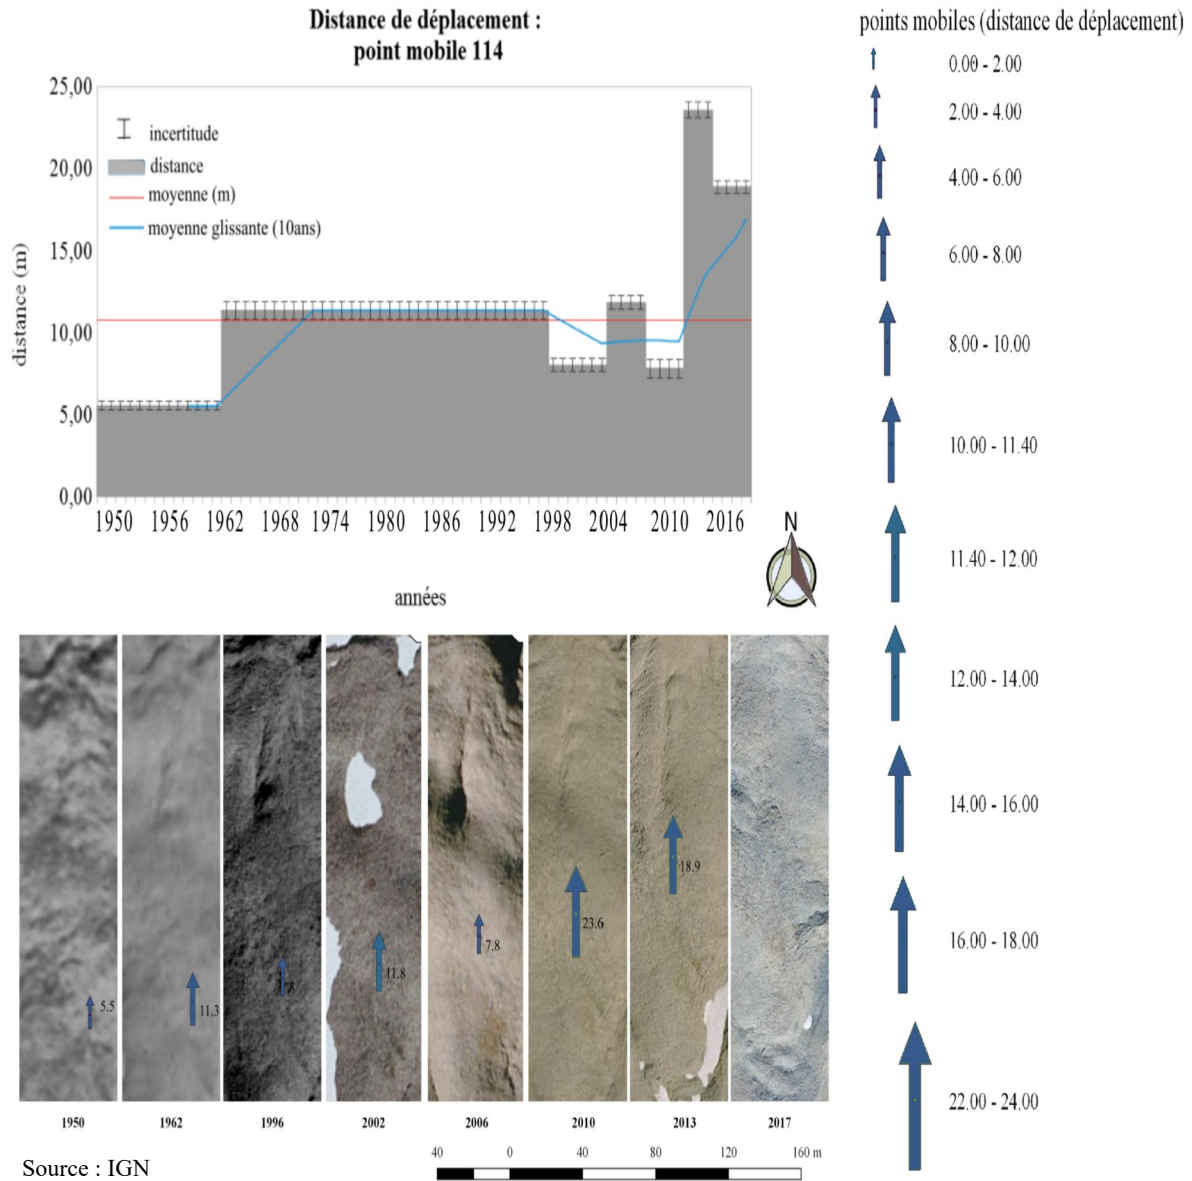 Distance de déplacement :
point mobile 114
25,00
20,00
15,00
10,00
5,00
0,00
distance (m)
incertitude
distance
moyenne (m)
moyenne glissante (10ans)
1950 1956 1962 1968 1974 1980 1986 1992 1998 2004 2010 2016
années
N
points mobiles (distance de déplacement)
0.00 - 2.00
2.00 - 4.00
4.00 - 6.00
6.00 - 8.00
8.00 - 10.00
10.00 - 11.40
11.40 - 12.00
12.00 - 14.00
14.00 - 16.00
16.00 - 18.00
22.00 - 24.00
5.5
11.3
8
11.8
7.8
23.6
18.9
1950 1962 1996 2002 2006 2010 2013 2017
40 0 40 80 120 160 m
Source : IGN